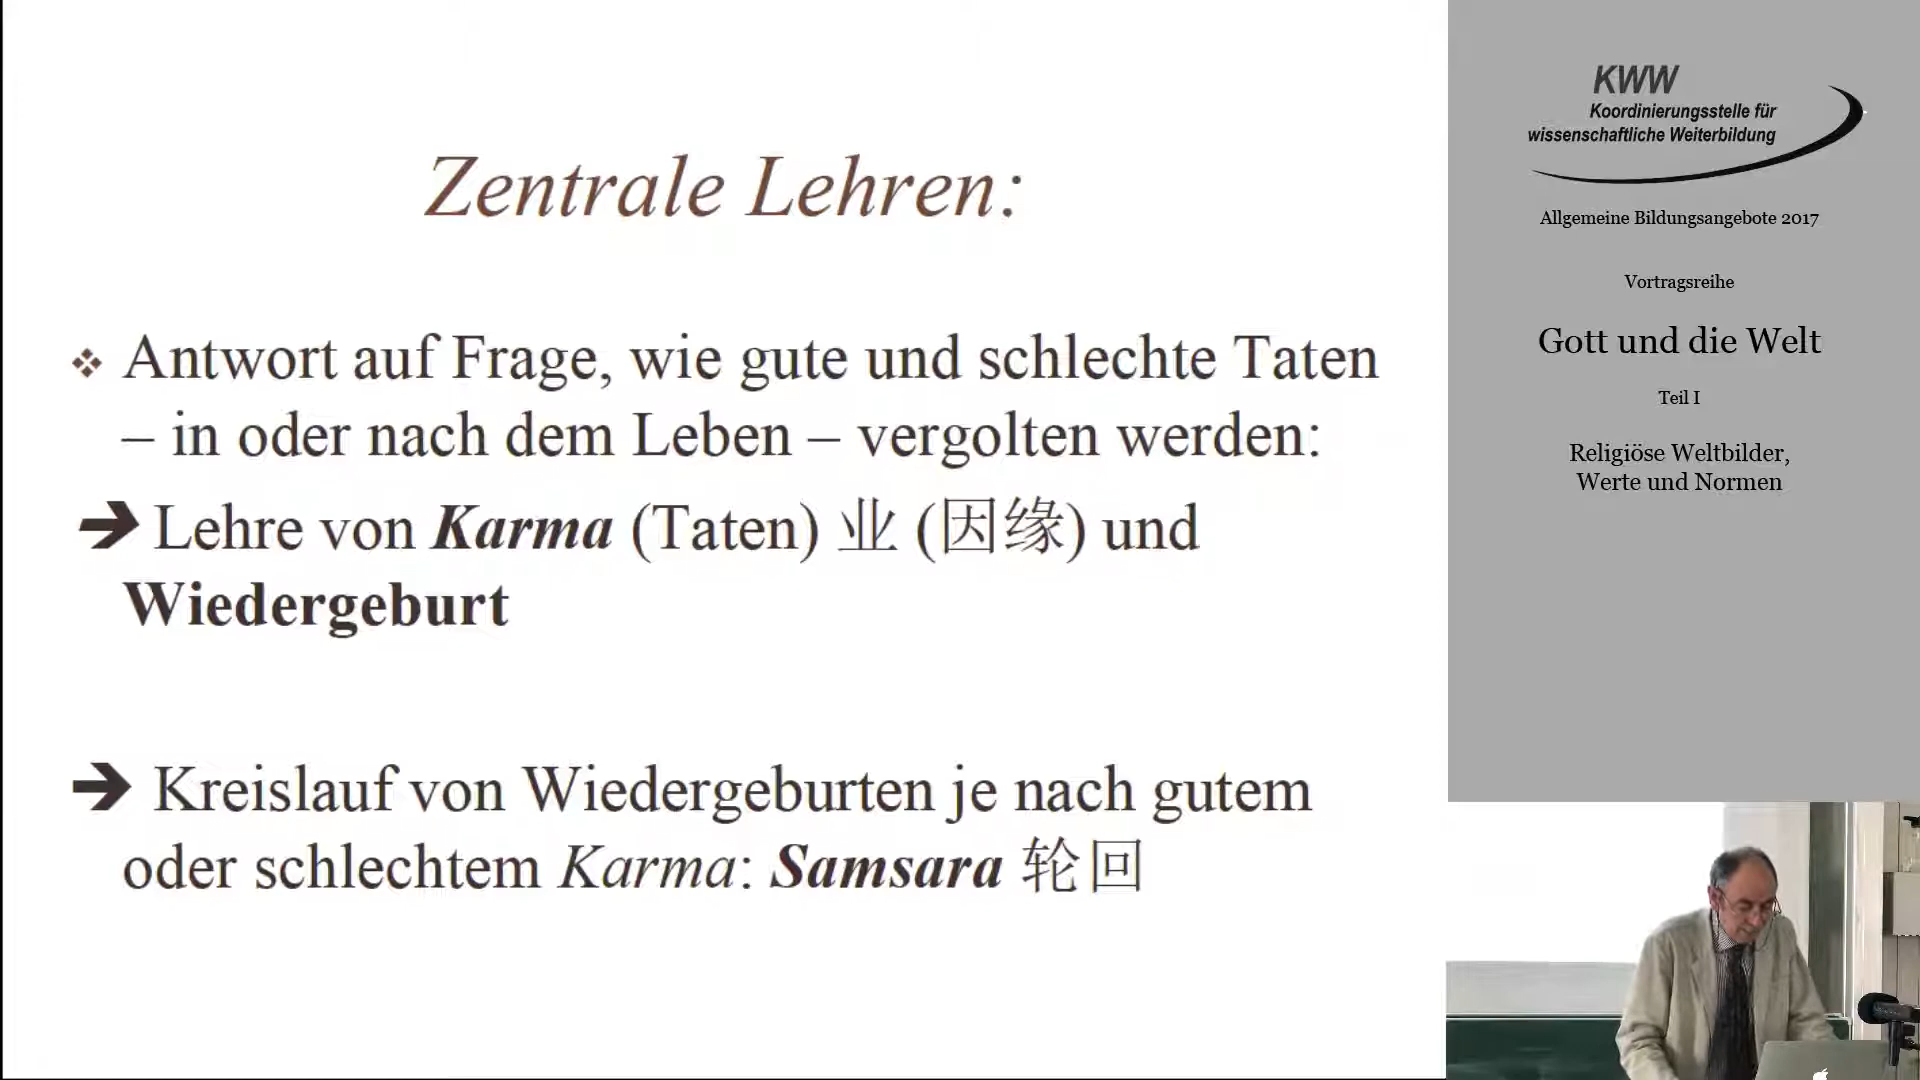 Zentrale Lehren:
❖ Antwort auf Frage, wie gute und schlechte Taten
– in oder nach dem Leben – vergolten werden:
➔ Lehre von Karma (Taten) 业 (因缘) und
Wiedergeburt
➔ Kreislauf von Wiedergeburten je nach gutem
oder schlechtem Karma: Samsara 轮回
KWW
Koordinierungsstelle für
wissenschaftliche Weiterbildung
Allgemeine Bildungsangebote 2017
Vortragsreihe
Gott und die Welt
Teil I
Religiöse Weltbilder,
Werte und Normen